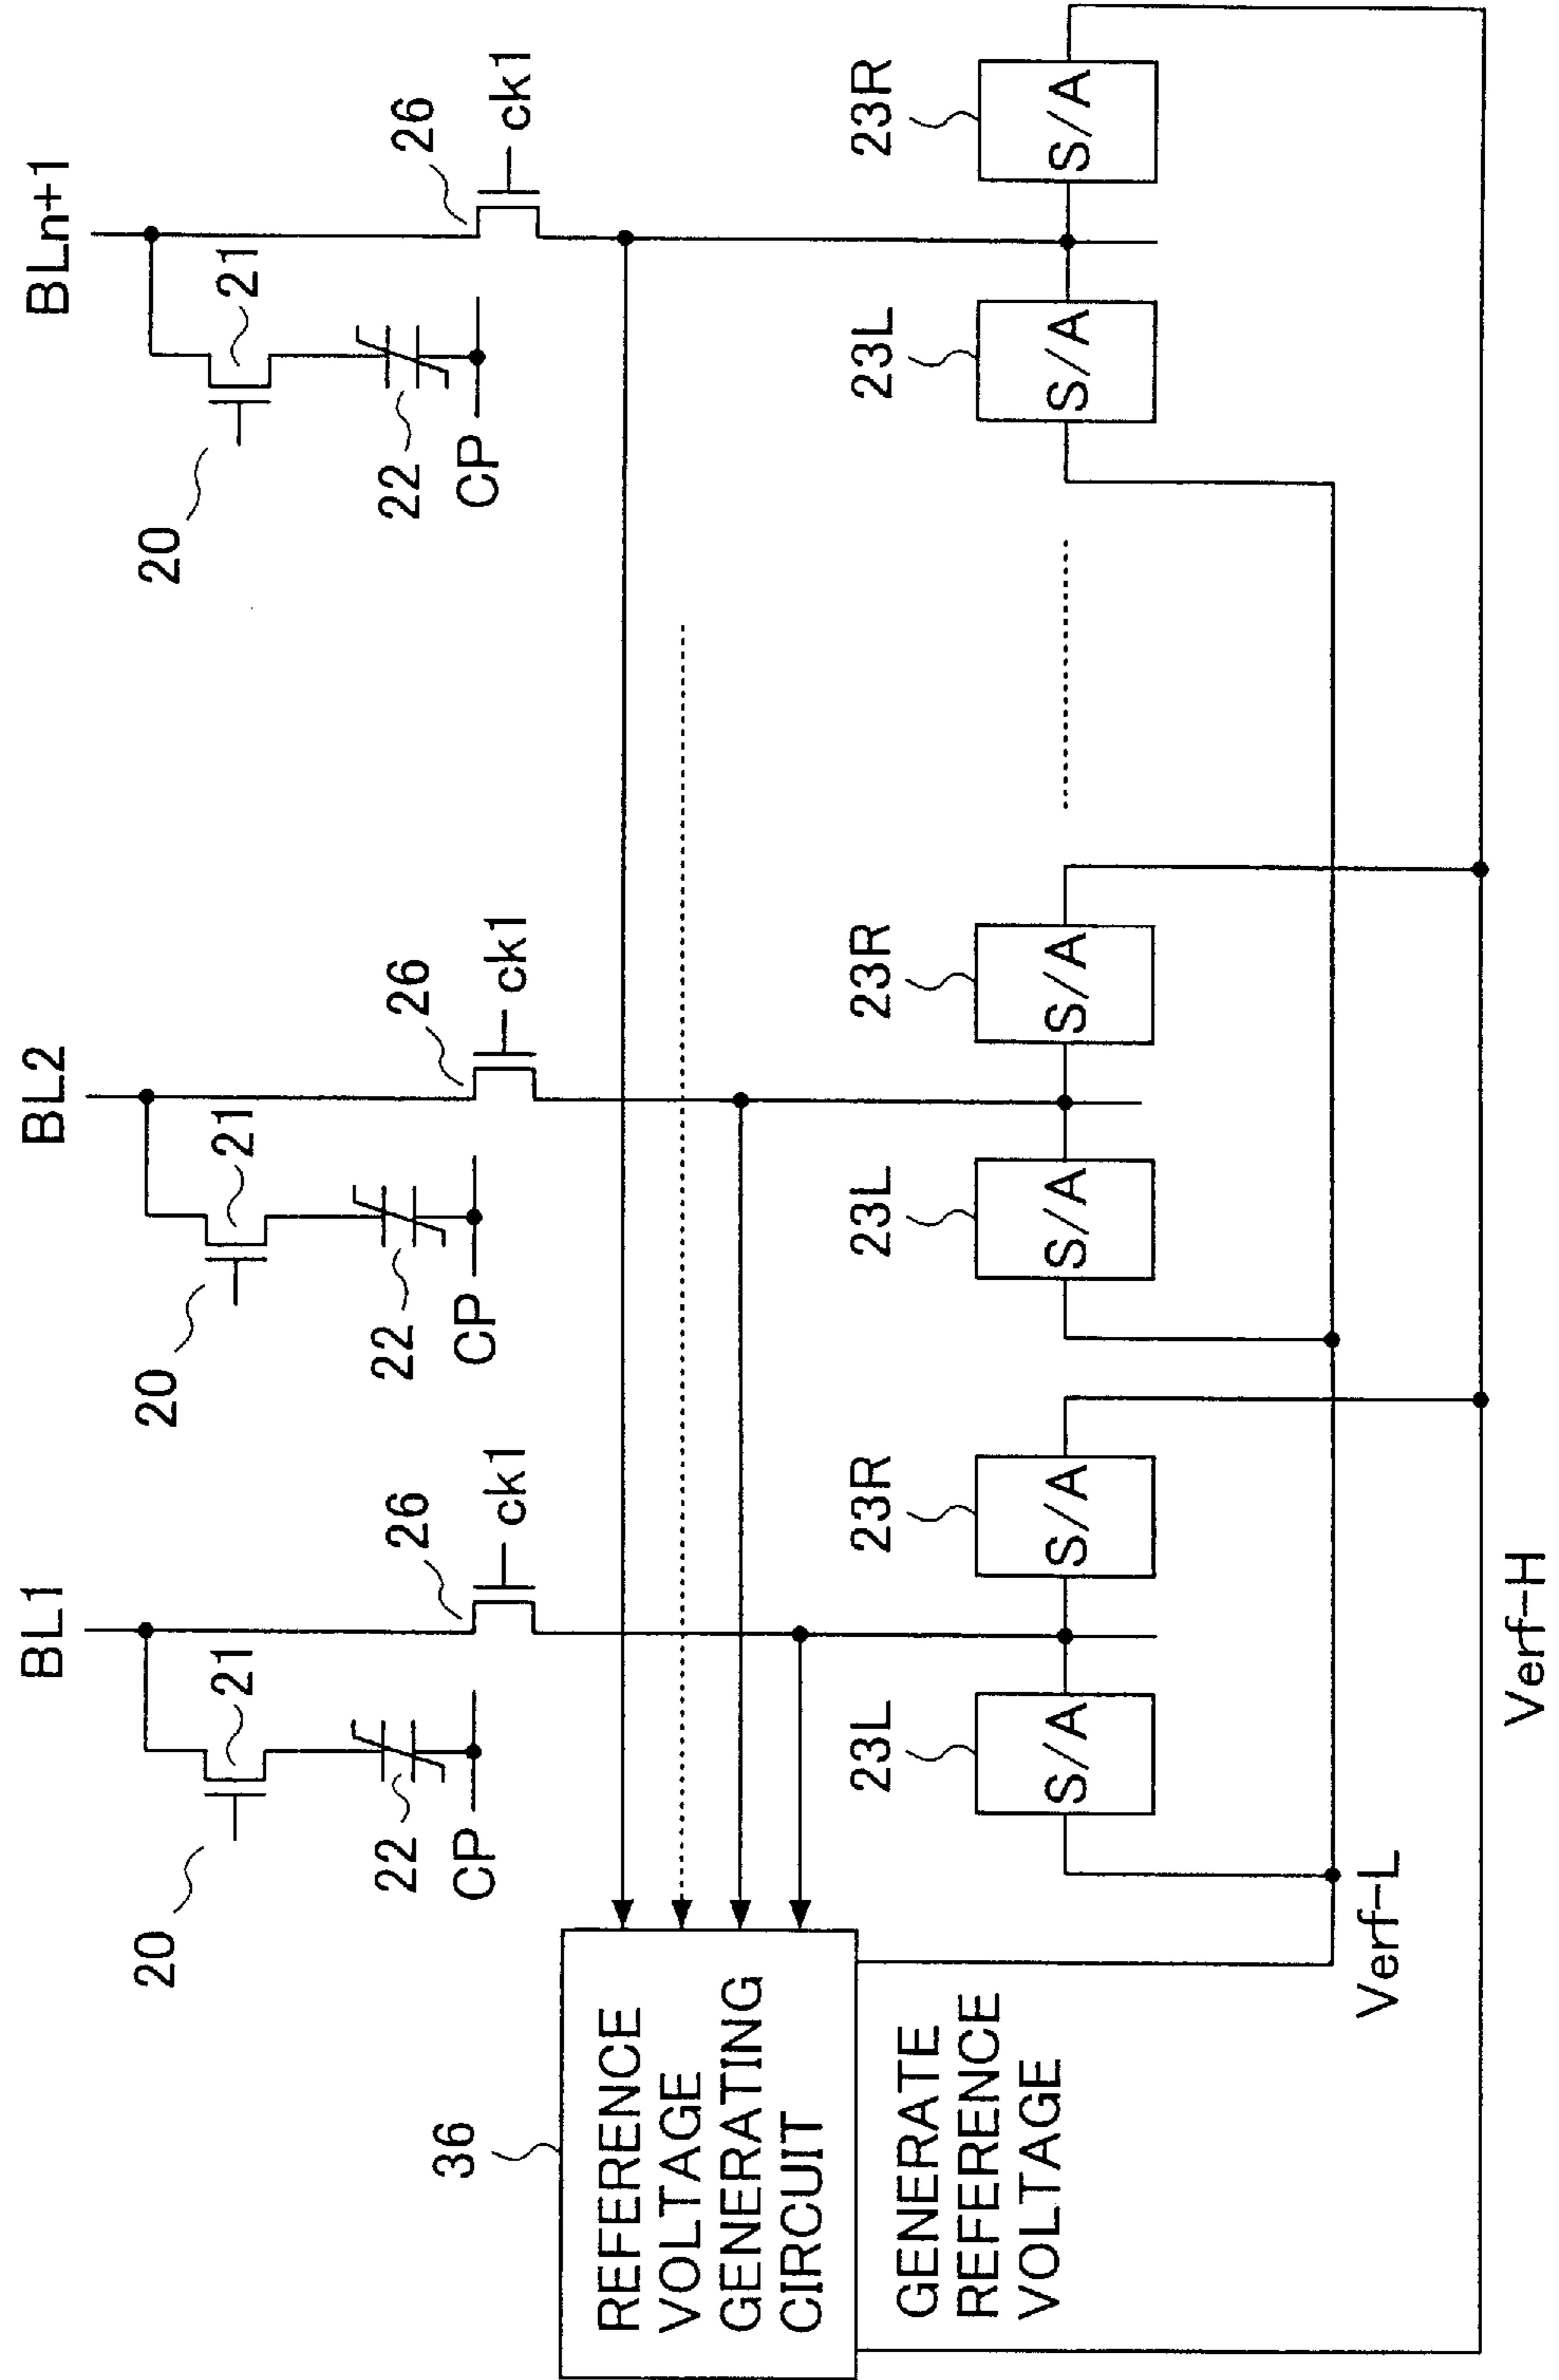 BL1
BL2
BLn+1
20
21
26
ck1
20
21
26
ck1
20
21
26
ck1
22
CP
22
CP
22
CP
36
REFERENCE
VOLTAGE
GENERATING
CIRCUIT
23L
23R
23L
23R
23L
23R
S/A
S/A
S/A
S/A
S/A
S/A
GENERATE
REFERENCE
VOLTAGE
Verf-L
Verf-H